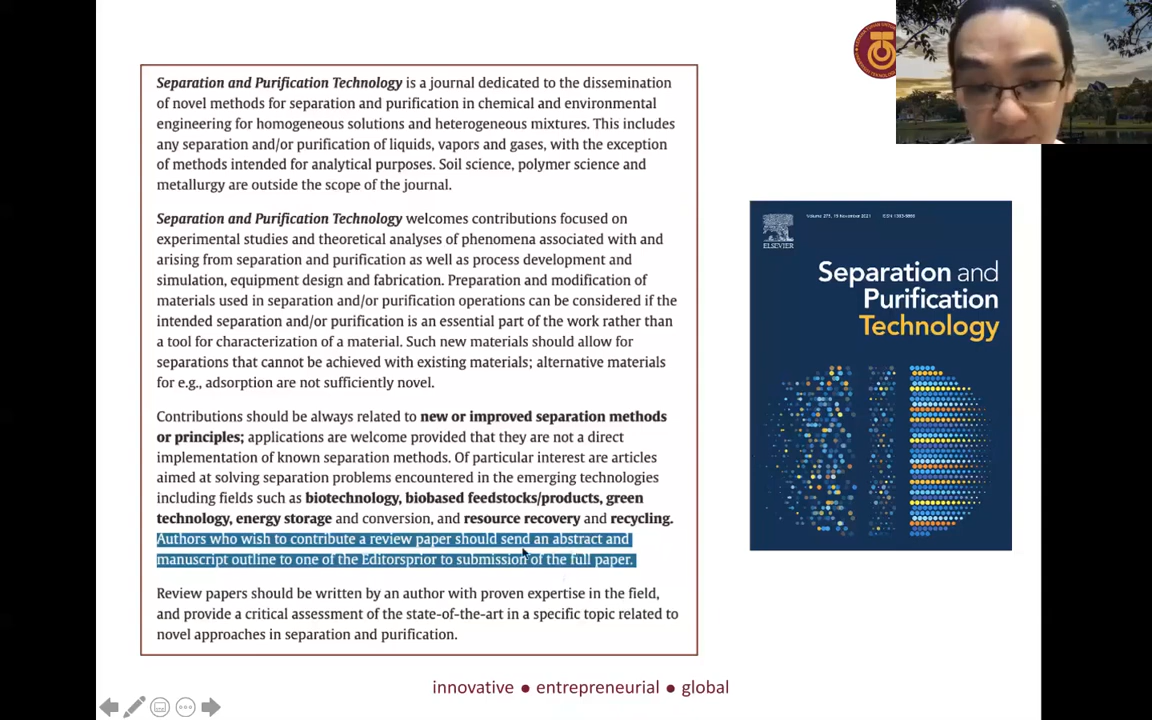 Separation and Purification Technology is a journal dedicated to the dissemination
of novel methods for separation and purification in chemical and environmental
engineering for homogeneous solutions and heterogeneous mixtures. This includes
any separation and/or purification of liquids, vapors and gases, with the exception
of methods intended for analytical purposes. Soil science, polymer science and
metallurgy are outside the scope of the journal.
Separation and Purification Technology welcomes contributions focused on
experimental studies and theoretical analyses of phenomena associated with and
arising from separation and purification as well as process development and
simulation, equipment design and fabrication. Preparation and modification of
materials used in separation and/or purification operations can be considered if the
intended separation and/or purification is an essential part of the work rather than
a tool for characterization of a material. Such new materials should allow for
separations that cannot be achieved with existing materials; alternative materials
for e.g., adsorption are not sufficiently novel.
Contributions should be always related to new or improved separation methods
or principles; applications are welcome provided that they are not a direct
implementation of known separation methods. Of particular interest are articles
aimed at solving separation problems encountered in the emerging technologies
including fields such as biotechnology, biobased feedstocks/products, green
technology, energy storage and conversion, and resource recovery and recycling.
Authors who wish to contribute a review paper should send an abstract and
manuscript outline to one of the Editorsprior to submission of the full paper.
Review papers should be written by an author with proven expertise in the field,
and provide a critical assessment of the state-of-the-art in a specific topic related to
novel approaches in separation and purification.
ELSEVIER
Separation and
Purification
Technology
innovative ● entrepreneurial ● global